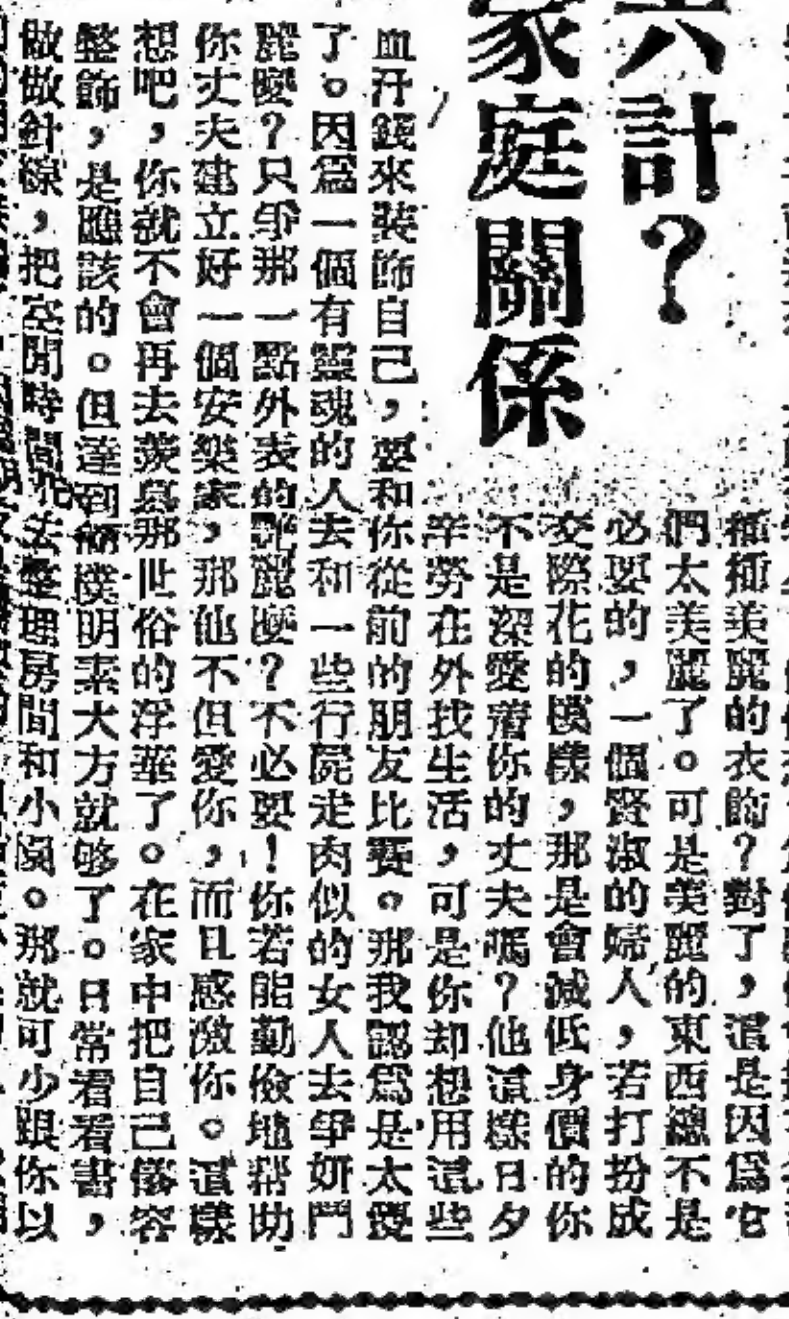 六計？
家庭關係
種種美麗的衣飾？對了，這是因爲它
們太美麗了。可是美麗的東西總不是
必要的，一個賢淑的婦人，若打扮成
交際花的模樣，那是會減低身價的你
不是深愛着你的丈夫嗎？他這樣日夕
辛勞在外找生活，可是你却想用這些
血汗錢來裝飾自己，要和你從前的朋友比賽。那我認爲是太
了。因爲一個有靈魂的人去和一些行屍走肉似的女人去爭妍鬥
麗麼？只爭那一點外表的艷麗麼？不必要！你若能勤儉地幫助
你丈夫建立好一個安樂家，那他不但愛你，而且感激你。這樣
想吧，你就不會再去羨慕那世俗的浮華了。在家中把自己儀容
整飾，是應該的。但達到樸明素大方就够了。日常看看書，
做做針線，把空閒時間去整理房間和小園。那就可少跟你以